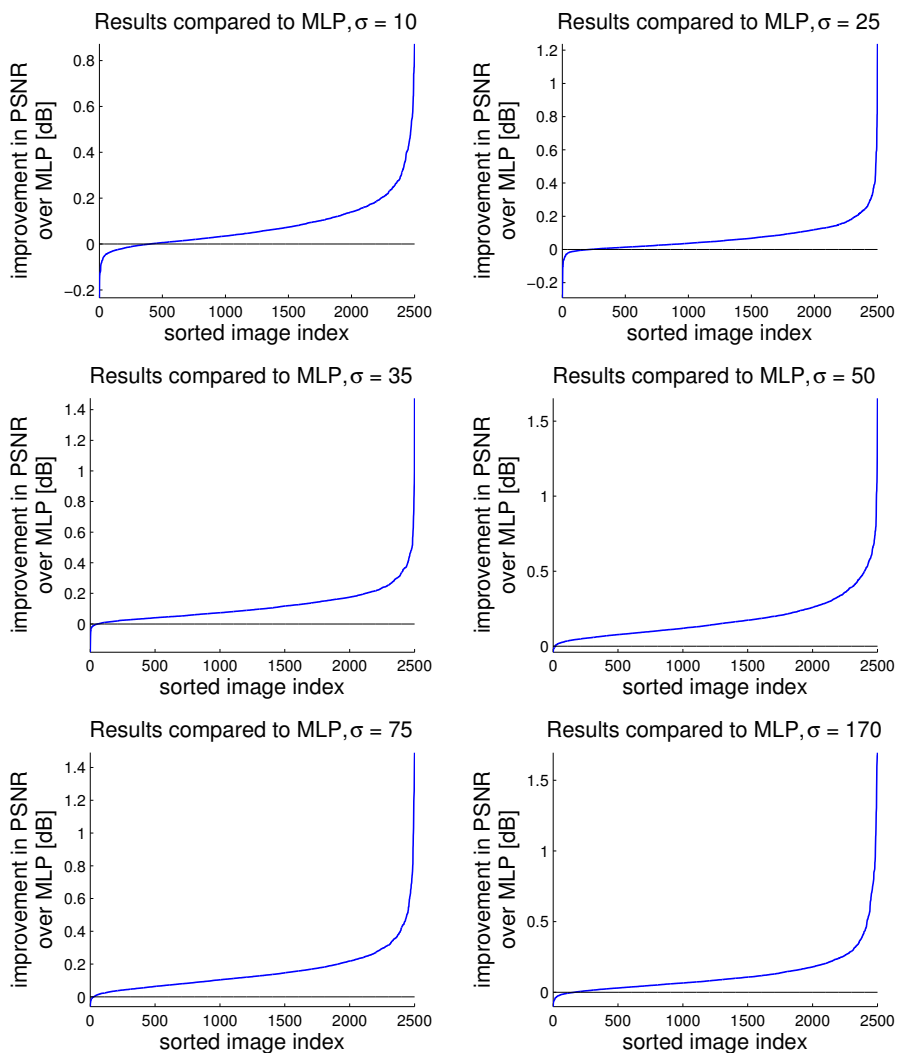 Results compared to MLP, σ = 10
improvement in PSNR
over MLP [dB]
0.8
0.6
0.4
0.2
0
−0.2
0 500 1000 1500 2000 2500
sorted image index
Results compared to MLP, σ = 25
improvement in PSNR
over MLP [dB]
1.2
1
0.8
0.6
0.4
0.2
0
−0.2
0 500 1000 1500 2000 2500
sorted image index
Results compared to MLP, σ = 35
improvement in PSNR
over MLP [dB]
1.4
1.2
1
0.8
0.6
0.4
0.2
0
0 500 1000 1500 2000 2500
sorted image index
Results compared to MLP, σ = 50
improvement in PSNR
over MLP [dB]
1.5
1
0.5
0
0 500 1000 1500 2000 2500
sorted image index
Results compared to MLP, σ = 75
improvement in PSNR
over MLP [dB]
1.4
1.2
1
0.8
0.6
0.4
0.2
0
0 500 1000 1500 2000 2500
sorted image index
Results compared to MLP, σ = 170
improvement in PSNR
over MLP [dB]
1.5
1
0.5
0
0 500 1000 1500 2000 2500
sorted image index